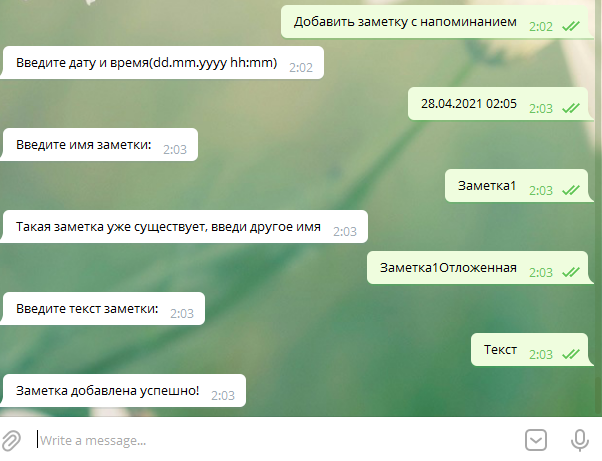 Добавить заметку с напоминанием 2:02
Введите дату и время(dd.mm.yyyy hh:mm) 2:02
28.04.2021 02:05 2:03
Введите имя заметки: 2:03
Заметка1 2:03
Такая заметка уже существует, введи другое имя 2:03
Заметка1Отложенная 2:03
Введите текст заметки: 2:03
Текст 2:03
Заметка добавлена успешно! 2:03
Write a message...